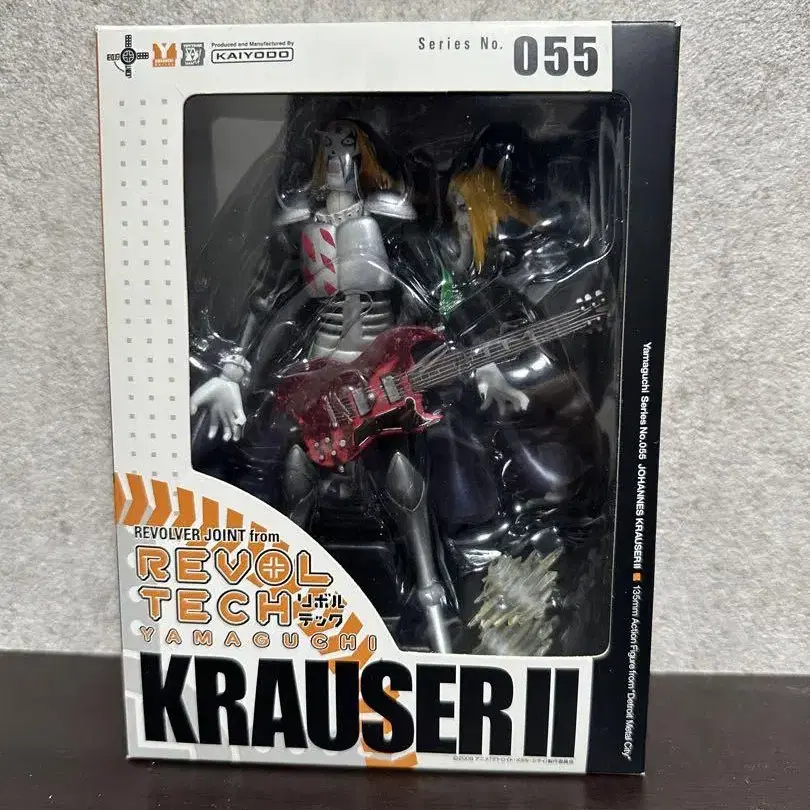 Produced and Manufactured By
KAIYODO
Series No. 055
Yamaguchi Series No.055 JOHANNES KRAUSER II 135mm Action Figure from "Detroit Metal City"
REVOLVER JOINT from
REVOL
TECH リボル
テック
YAMAGUCHI
KRAUSER II